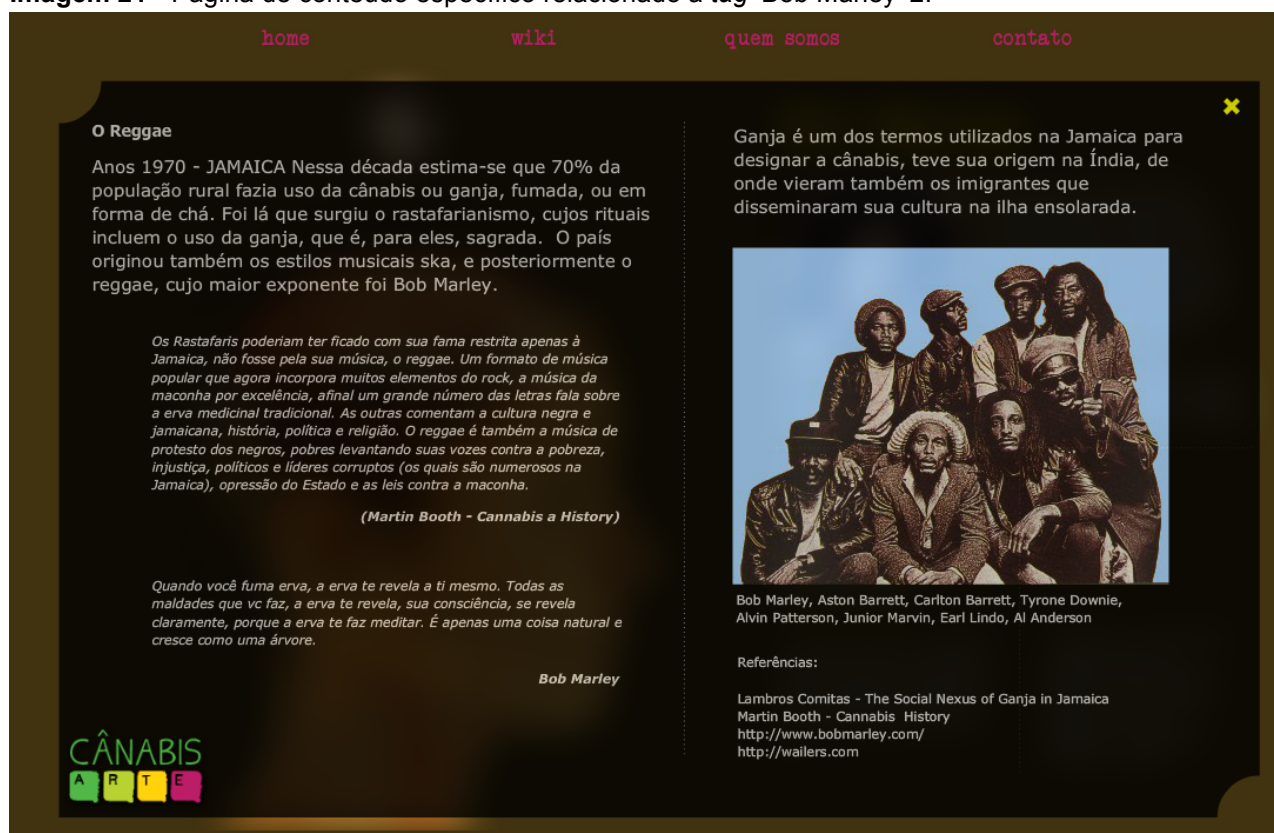 Imagem 21 - Página de conteúdo específico relacionado à tag "Bob Marley" 2.
home wiki quem somos contato
O Reggae
Anos 1970 - JAMAICA Nessa década estima-se que 70% da
população rural fazia uso da cânabis ou ganja, fumada, ou em
forma de chá. Foi lá que surgiu o rastafarianismo, cujos rituais
incluem o uso da ganja, que é, para eles, sagrada. O país
originou também os estilos musicais ska, e posteriormente o
reggae, cujo maior exponente foi Bob Marley.
Os Rastafaris poderiam ter ficado com sua fama restrita apenas à
Jamaica, não fosse pela sua música, o reggae. Um formato de música
popular que agora incorpora muitos elementos do rock, a música da
maconha por excelência, afinal um grande número das letras fala sobre
a erva medicinal tradicional. As outras comentam a cultura negra e
jamaicana, história, política e religião. O reggae é também a música de
protesto dos negros, pobres levantando suas vozes contra a pobreza,
injustiça, políticos e líderes corruptos (os quais são numerosos na
Jamaica), opressão do Estado e as leis contra a maconha.
(Martin Booth - Cannabis a History)
Quando você fuma erva, a erva te revela a ti mesmo. Todas as
maldades que vc faz, a erva te revela, sua consciência, se revela
claramente, porque a erva te faz meditar. É apenas uma coisa natural e
cresce como uma árvore.
Bob Marley
CÂNABIS
A R T E
Ganja é um dos termos utilizados na Jamaica para
designar a cânabis, teve sua origem na Índia, de
onde vieram também os imigrantes que
disseminaram sua cultura na ilha ensolarada.
Bob Marley, Aston Barrett, Carlton Barrett, Tyrone Downie,
Alvin Patterson, Junior Marvin, Earl Lindo, Al Anderson
Referências:
Lambros Comitas - The Social Nexus of Ganja in Jamaica
Martin Booth - Cannabis History
http://www.bobmarley.com/
http://wailers.com